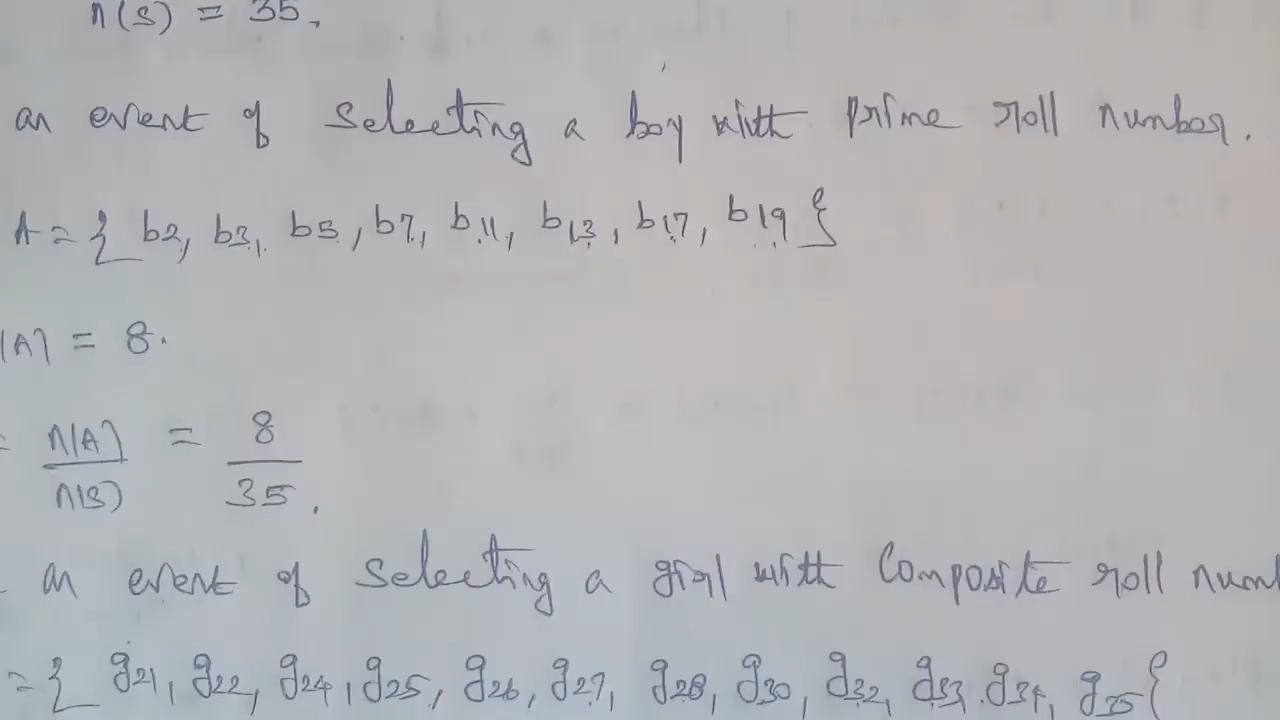 n(S) = 35.
an event of selecting a boy with prime roll number.
A = { b2, b3, b5, b7, b11, b13, b17, b19 }
(A) = 8.
= n(A) / n(S) = 8 / 35.
an event of selecting a girl with Composite roll num
= { g21, g22, g24, g25, g26, g27, g28, g30, g32, g33, g34, g35 }